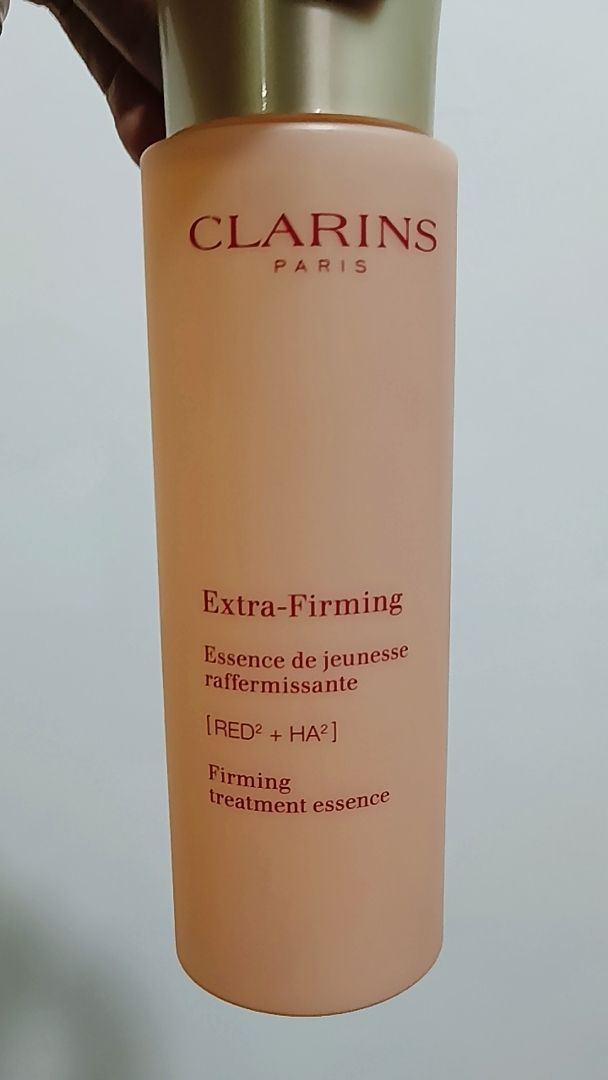 CLARINS
PARIS
Extra-Firming
Essence de jeunesse
raffermissante
[RED² + HA²]
Firming
treatment essence